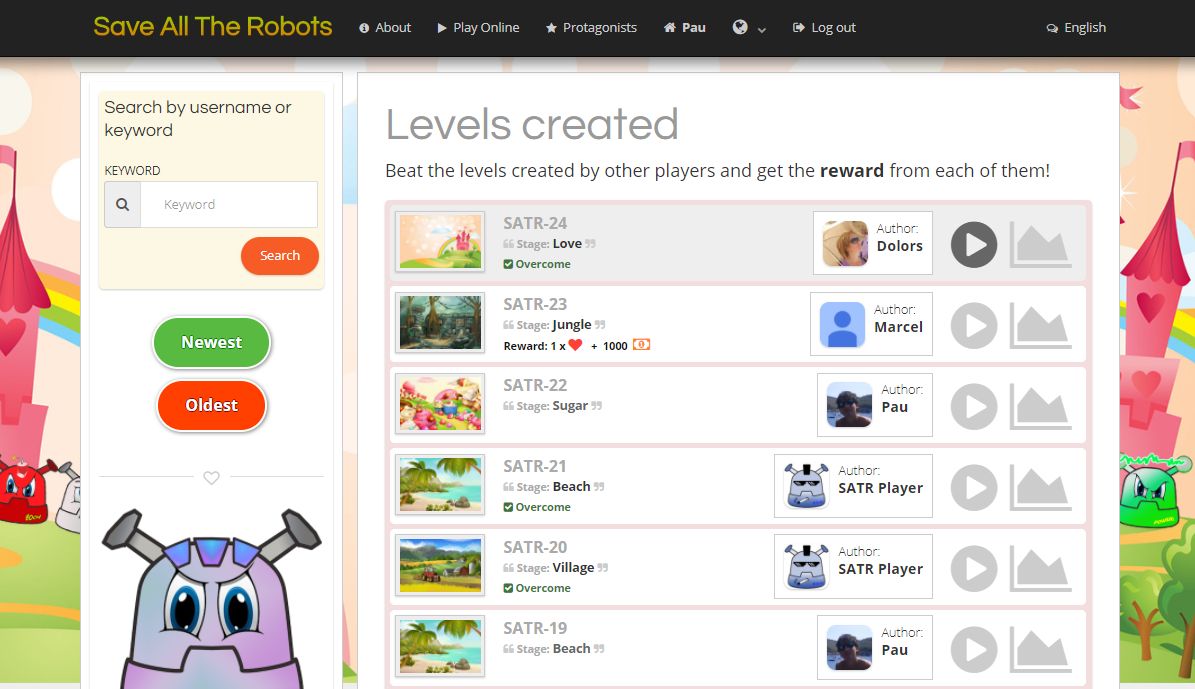 Save All The Robots
About
Play Online
Protagonists
Pau
Log out
English
Search by username or
keyword
KEYWORD
Keyword
Search
Newest
Oldest
Levels created
Beat the levels created by other players and get the reward from each of them!
SATR-24
Stage: Love
Overcome
Author:
Dolors
SATR-23
Stage: Jungle
Reward: 1 x + 1000
Author:
Marcel
SATR-22
Stage: Sugar
Author:
Pau
SATR-21
Stage: Beach
Overcome
Author:
SATR Player
SATR-20
Stage: Village
Overcome
Author:
SATR Player
SATR-19
Stage: Beach
Author:
Pau